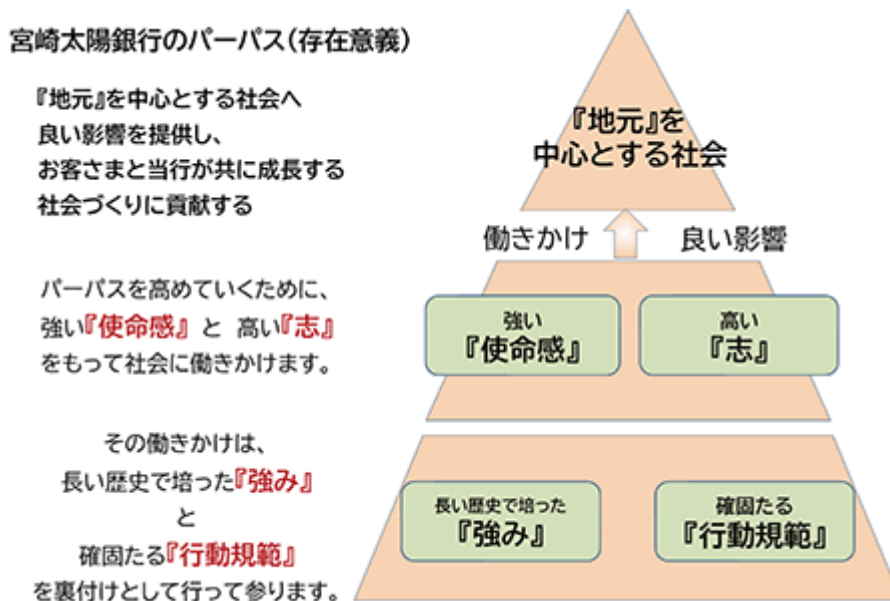 宮崎太陽銀行のパーパス(存在意義)
『地元』を中心とする社会へ
良い影響を提供し、
お客さまと当行が共に成長する
社会づくりに貢献する
パーパスを高めていくために、
強い『使命感』と 高い『志』
をもって社会に働きかけます。
その働きかけは、
長い歴史で培った『強み』
と
確固たる『行動規範』
を裏付けとして行って参ります。
『地元』を
中心とする社会
働きかけ
良い影響
強い
『使命感』
高い
『志』
長い歴史で培った
『強み』
確固たる
『行動規範』